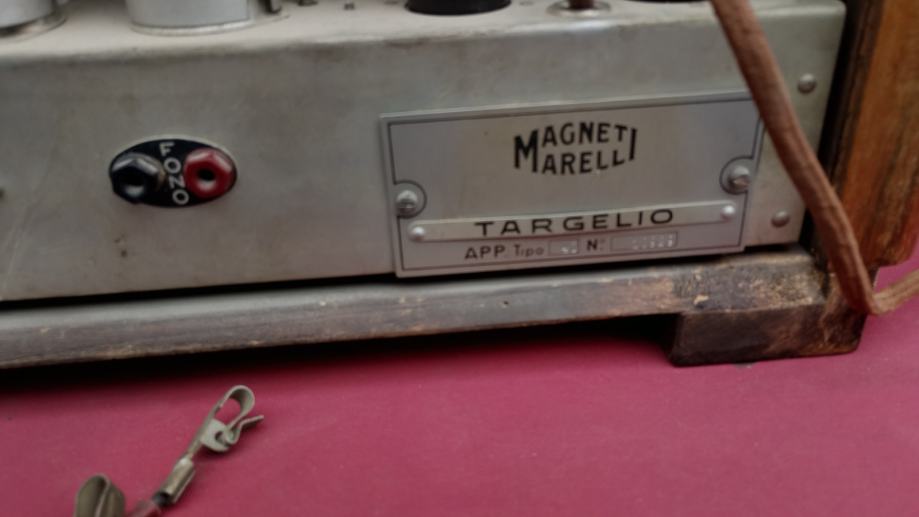 FONO
MAGNETI
MARELLI
TARGELIO
APP. Tipo N°